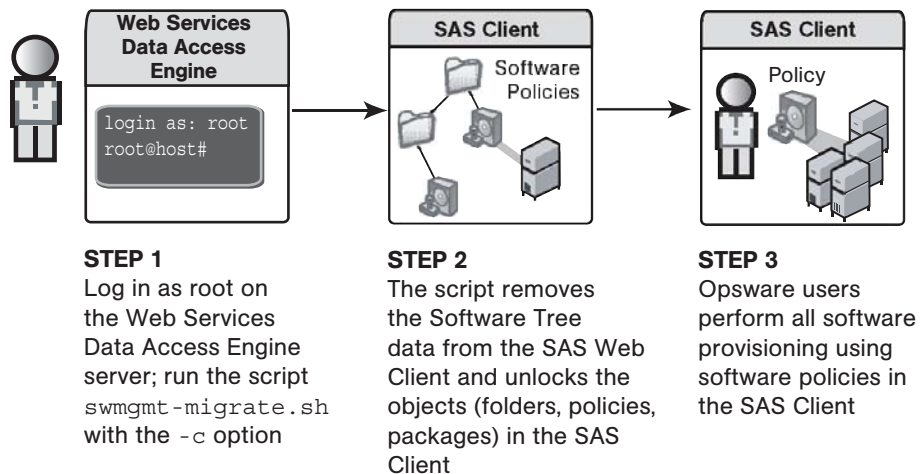 Web Services
Data Access
Engine
login as: root
root@host#
SAS Client
Software
Policies
SAS Client
Policy
STEP 1
Log in as root on
the Web Services
Data Access Engine
server; run the script
swmgmt-migrate.sh
with the -c option
STEP 2
The script removes
the Software Tree
data from the SAS Web
Client and unlocks the
objects (folders, policies,
packages) in the SAS
Client
STEP 3
Opsware users
perform all software
provisioning using
software policies in
the SAS Client